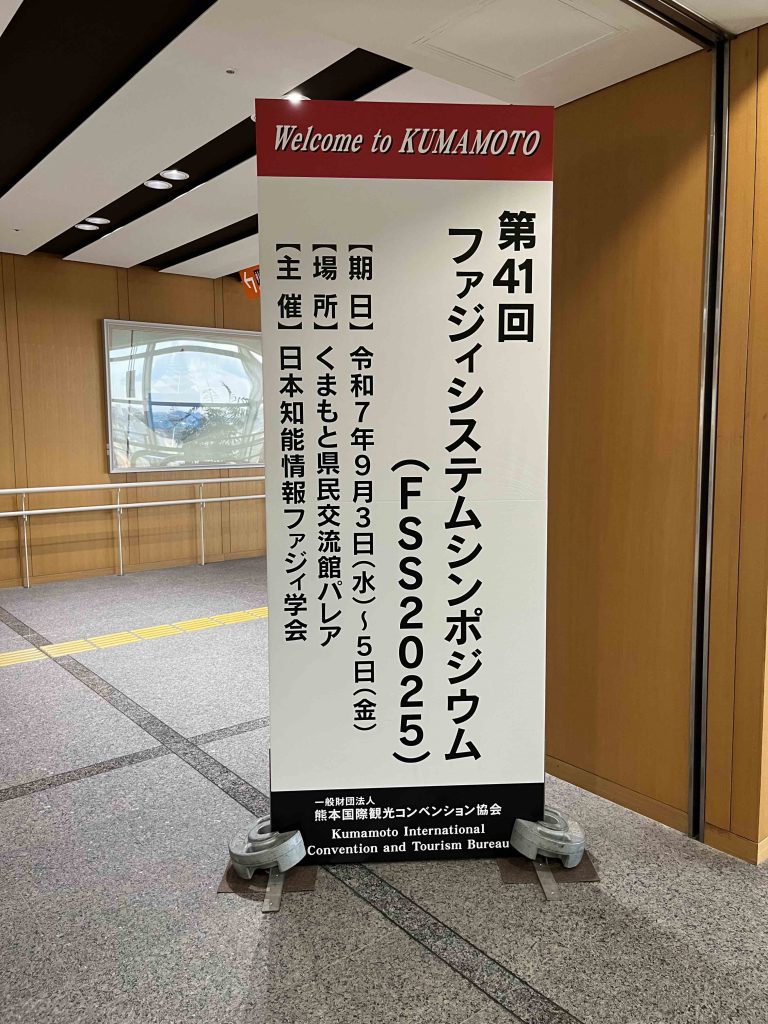 Welcome to KUMAMOTO
第41回
ファジィシステムシンポジウム
(FSS2025)
【期 日】令和7年9月3日(水)～5日(金)
【場 所】くまもと県民交流館パレア
【主 催】日本知能情報ファジィ学会
一般財団法人
熊本国際観光コンベンション協会
Kumamoto International
Convention and Tourism Bureau